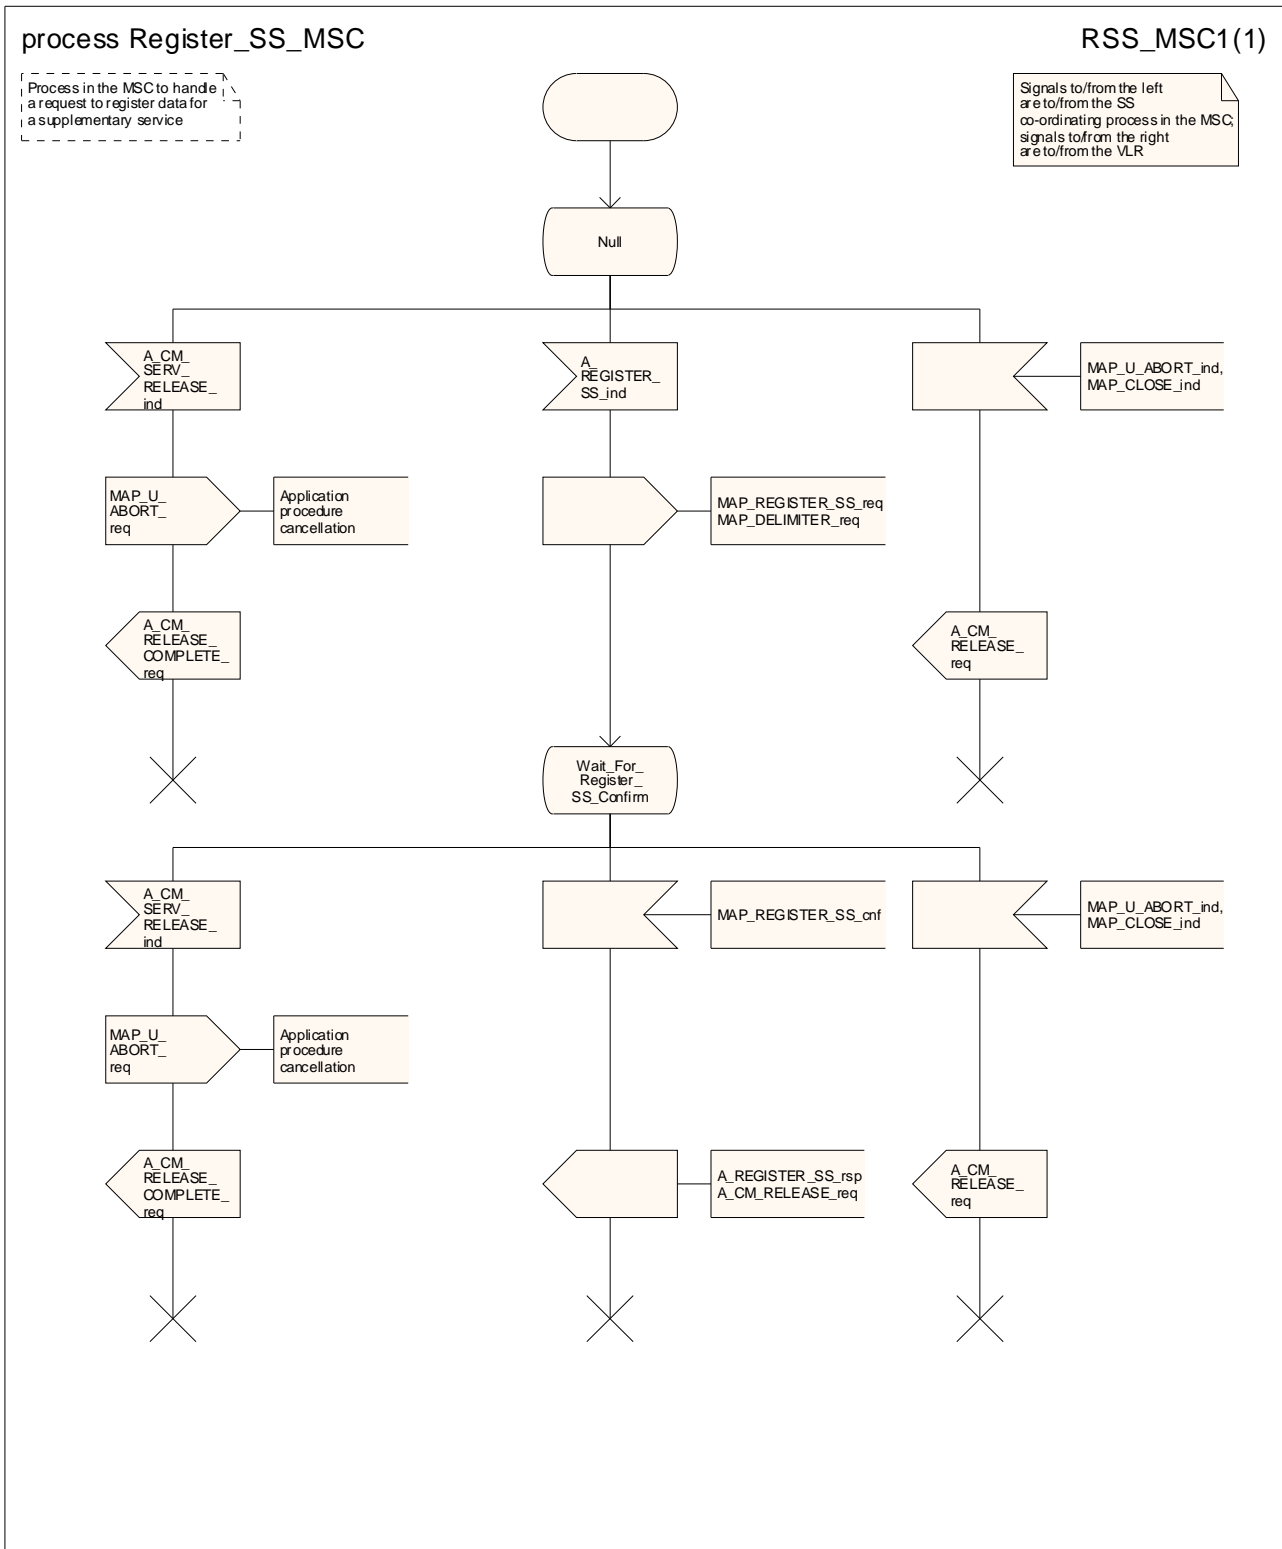 process Register_SS_MSC
RSS_MSC1(1)
Process in the MSC to handle
a request to register data for
a supplementary service
Signals to/from the left
are to/from the SS
co-ordinating process in the MSC;
signals to/from the right
are to/from the VLR
Null
A_CM_
SERV_
RELEASE_
ind
A_
REGISTER_
SS_ind
MAP_U_ABORT_ind,
MAP_CLOSE_ind
MAP_U_
ABORT_
req
Application
procedure
cancellation
MAP_REGISTER_SS_req
MAP_DELIMITER_req
A_CM_
RELEASE_
COMPLETE_
req
A_CM_
RELEASE_
req
Wait_For_
Register_
SS_Confirm
A_CM_
SERV_
RELEASE_
ind
MAP_REGISTER_SS_cnf
MAP_U_ABORT_ind,
MAP_CLOSE_ind
MAP_U_
ABORT_
req
Application
procedure
cancellation
A_CM_
RELEASE_
COMPLETE_
req
A_REGISTER_SS_rsp
A_CM_RELEASE_req
A_CM_
RELEASE_
req